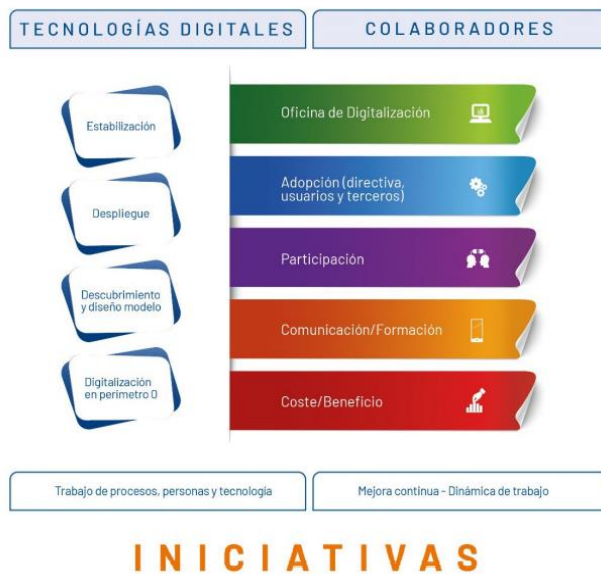 TECNOLOGÍAS DIGITALES
COLABORADORES
Estabilización
Despliegue
Descubrimiento
y diseño modelo
Digitalización
en perímetro 0
Oficina de Digitalización
Adopción (directiva,
usuarios y terceros)
Participación
Comunicación/Formación
Coste/Beneficio
Trabajo de procesos, personas y tecnología
Mejora continua - Dinámica de trabajo
INICIATIVAS